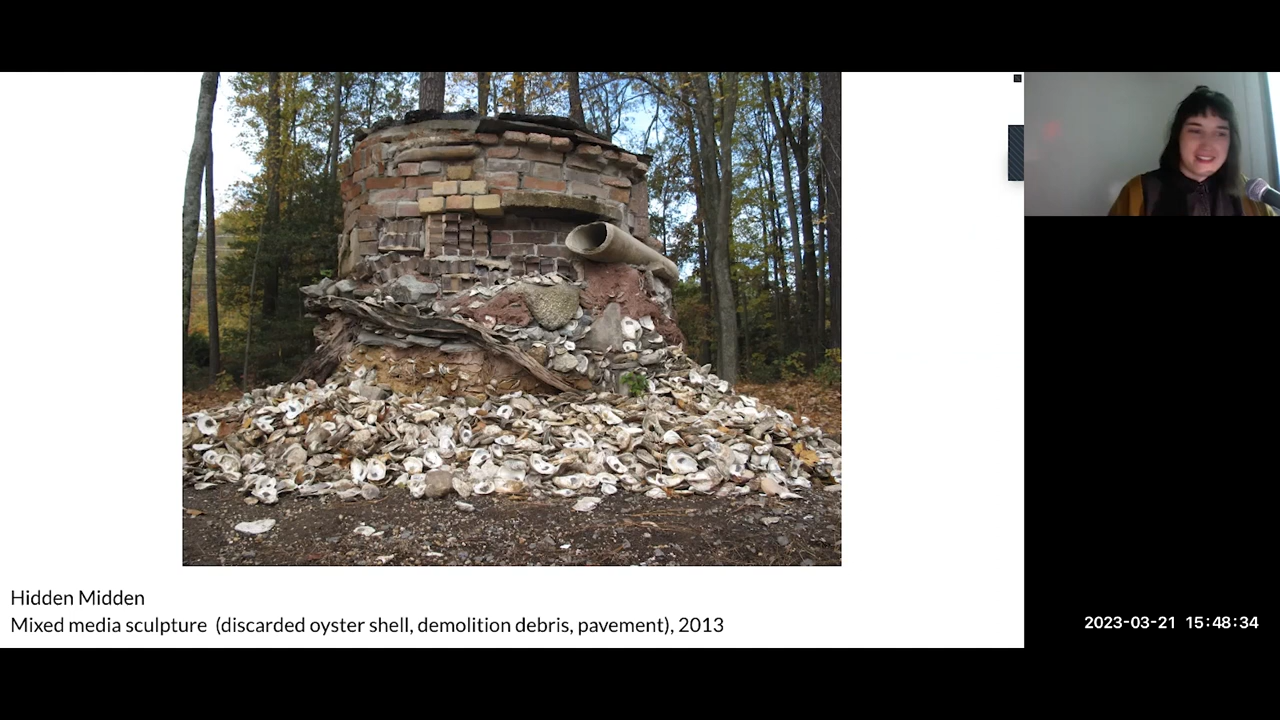 Hidden Midden
Mixed media sculpture (discarded oyster shell, demolition debris, pavement), 2013
2023-03-21 15:48:34